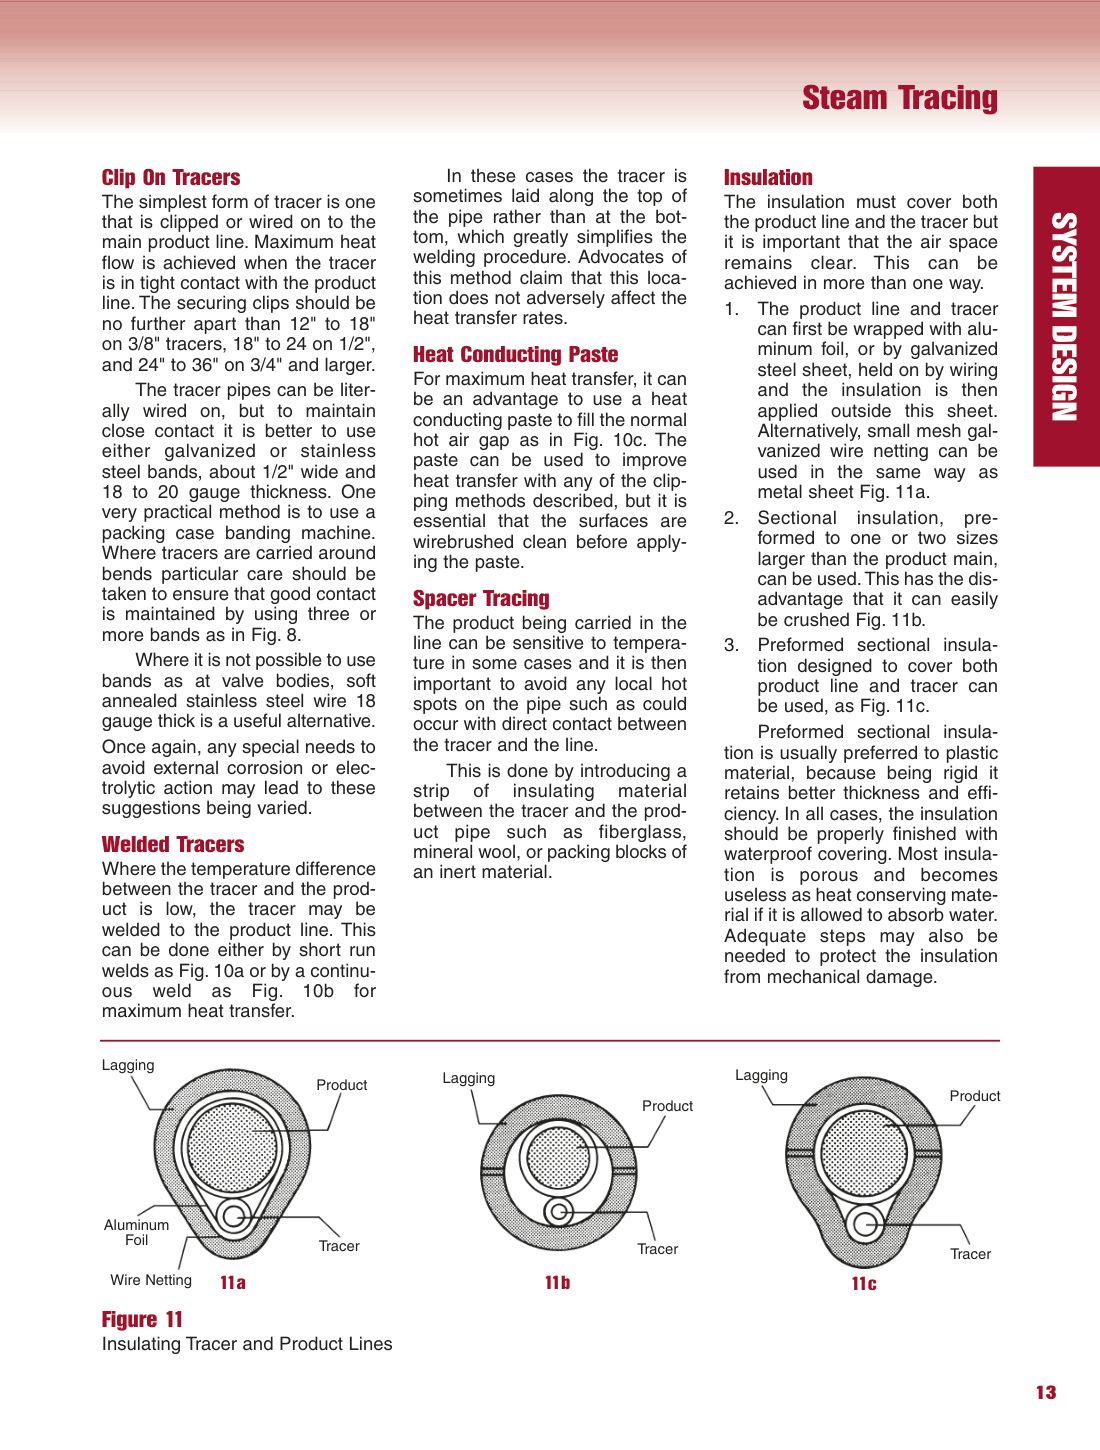 Steam Tracing
Clip On Tracers
The simplest form of tracer is one
that is clipped or wired on to the
main product line. Maximum heat
flow is achieved when the tracer
is in tight contact with the product
line. The securing clips should be
no further apart than 12" to 18"
on 3/8" tracers, 18" to 24 on 1/2",
and 24" to 36" on 3/4" and larger.
The tracer pipes can be liter-
ally wired on, but to maintain
close contact it is better to use
either galvanized or stainless
steel bands, about 1/2" wide and
18 to 20 gauge thickness. One
very practical method is to use a
packing case banding machine.
Where tracers are carried around
bends particular care should be
taken to ensure that good contact
is maintained by using three or
more bands as in Fig. 8.
Where it is not possible to use
bands as at valve bodies, soft
annealed stainless steel wire 18
gauge thick is a useful alternative.
Once again, any special needs to
avoid external corrosion or elec-
trolytic action may lead to these
suggestions being varied.
Welded Tracers
Where the temperature difference
between the tracer and the prod-
uct is low, the tracer may be
welded to the product line. This
can be done either by short run
welds as Fig. 10a or by a continu-
ous weld as Fig. 10b for
maximum heat transfer.
In these cases the tracer is
sometimes laid along the top of
the pipe rather than at the bot-
tom, which greatly simplifies the
welding procedure. Advocates of
this method claim that this loca-
tion does not adversely affect the
heat transfer rates.
Heat Conducting Paste
For maximum heat transfer, it can
be an advantage to use a heat
conducting paste to fill the normal
hot air gap as in Fig. 10c. The
paste can be used to improve
heat transfer with any of the clip-
ping methods described, but it is
essential that the surfaces are
wirebrushed clean before apply-
ing the paste.
Spacer Tracing
The product being carried in the
line can be sensitive to tempera-
ture in some cases and it is then
important to avoid any local hot
spots on the pipe such as could
occur with direct contact between
the tracer and the line.
This is done by introducing a
strip of insulating material
between the tracer and the prod-
uct pipe such as fiberglass,
mineral wool, or packing blocks of
an inert material.
Insulation
The insulation must cover both
the product line and the tracer but
it is important that the air space
remains clear. This can be
achieved in more than one way.
1. The product line and tracer
can first be wrapped with alu-
minum foil, or by galvanized
steel sheet, held on by wiring
and the insulation is then
applied outside this sheet.
Alternatively, small mesh gal-
vanized wire netting can be
used in the same way as
metal sheet Fig. 11a.
2. Sectional insulation, pre-
formed to one or two sizes
larger than the product main,
can be used. This has the dis-
advantage that it can easily
be crushed Fig. 11b.
3. Preformed sectional insula-
tion designed to cover both
product line and tracer can
be used, as Fig. 11c.
Preformed sectional insula-
tion is usually preferred to plastic
material, because being rigid it
retains better thickness and effi-
ciency. In all cases, the insulation
should be properly finished with
waterproof covering. Most insula-
tion is porous and becomes
useless as heat conserving mate-
rial if it is allowed to absorb water.
Adequate steps may also be
needed to protect the insulation
from mechanical damage.
SYSTEM DESIGN
Lagging
Product
Aluminum
Foil
Tracer
Wire Netting
11a
Lagging
Product
Tracer
11b
Lagging
Product
Tracer
11c
Figure 11
Insulating Tracer and Product Lines
13